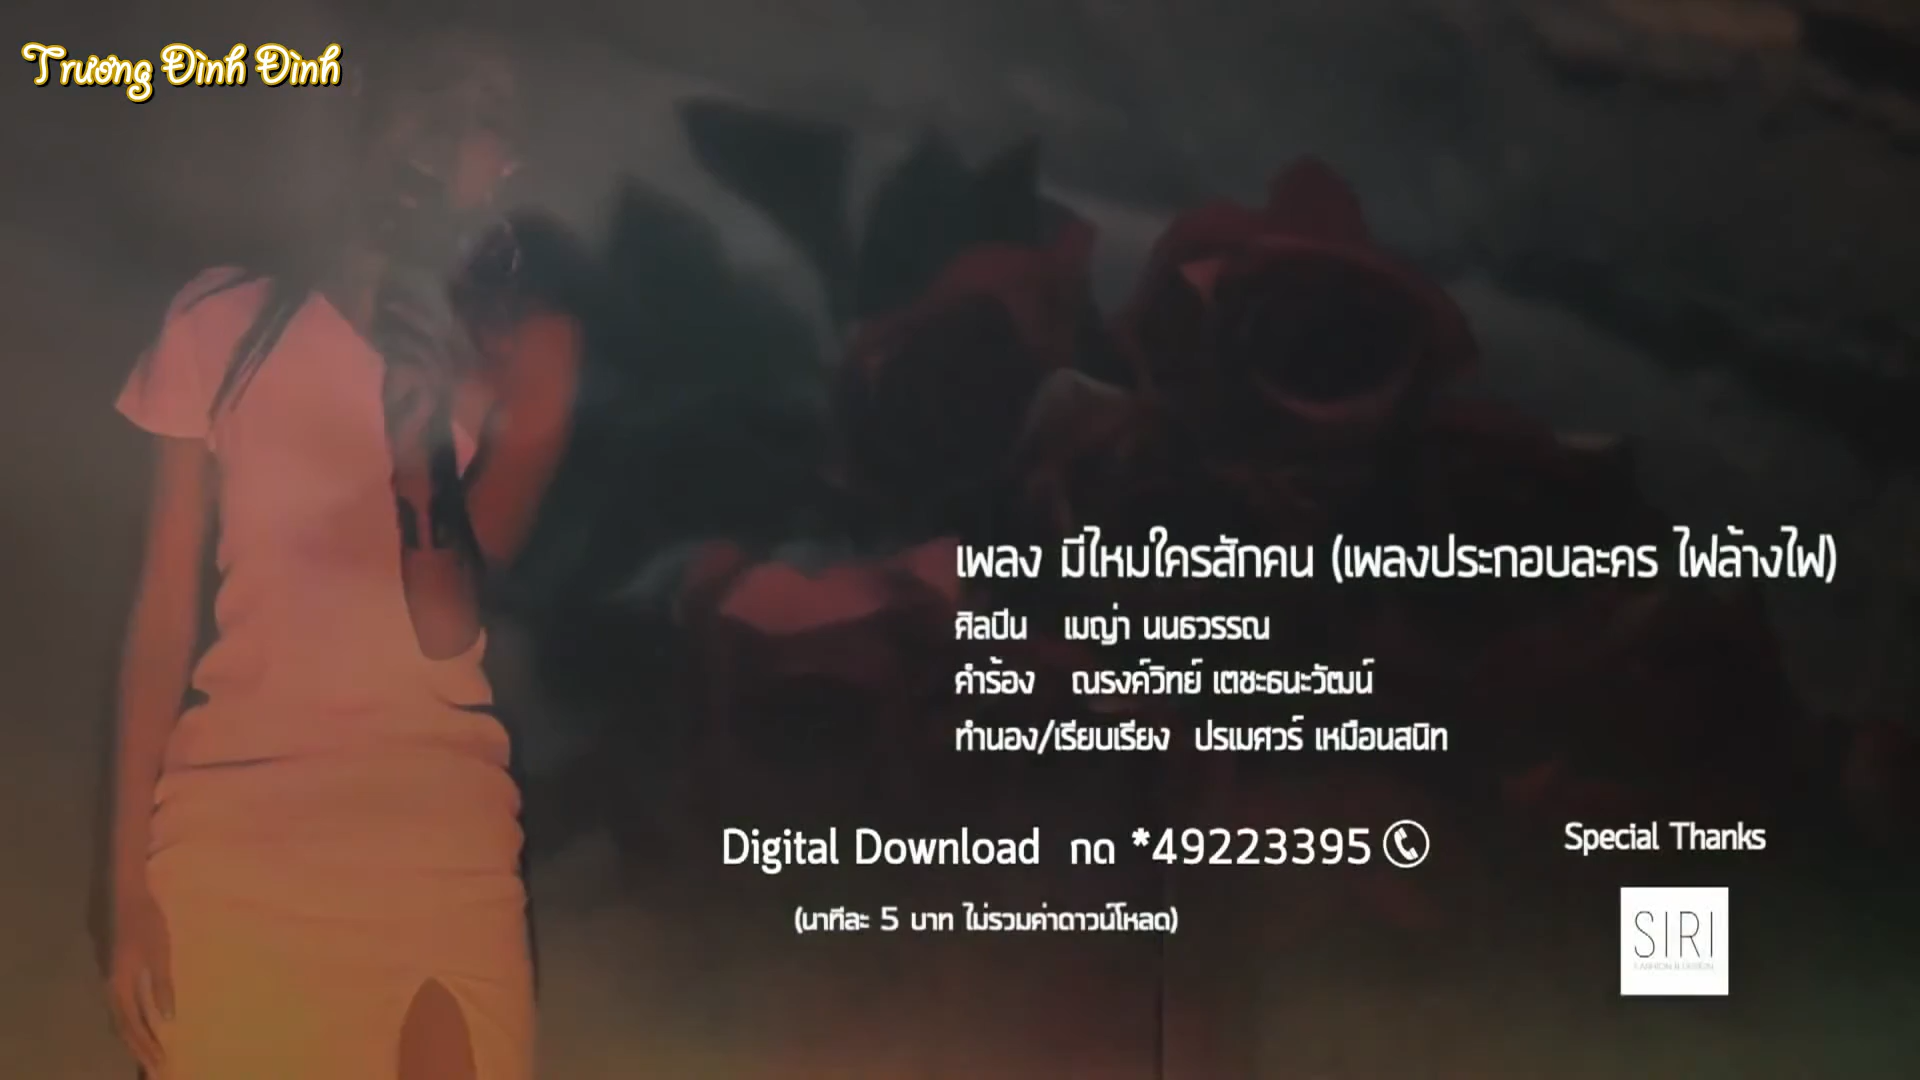 Trương Đình Đình
เพลง มีไหมใครสักคน (เพลงประกอบละคร ไฟล้างไฟ)
ศิลปิน เมญ่า นนธวรรณ
คำร้อง ณรงค์วิทย์ เตชะธนะวัฒน์
ทำนอง/เรียบเรียง ปรเมศวร์ เหมือนสนิท
Digital Download กด *49223395
(นาทีละ 5 บาท ไม่รวมค่าดาวน์โหลด)
Special Thanks
SIRI
FASHION & DESIGN